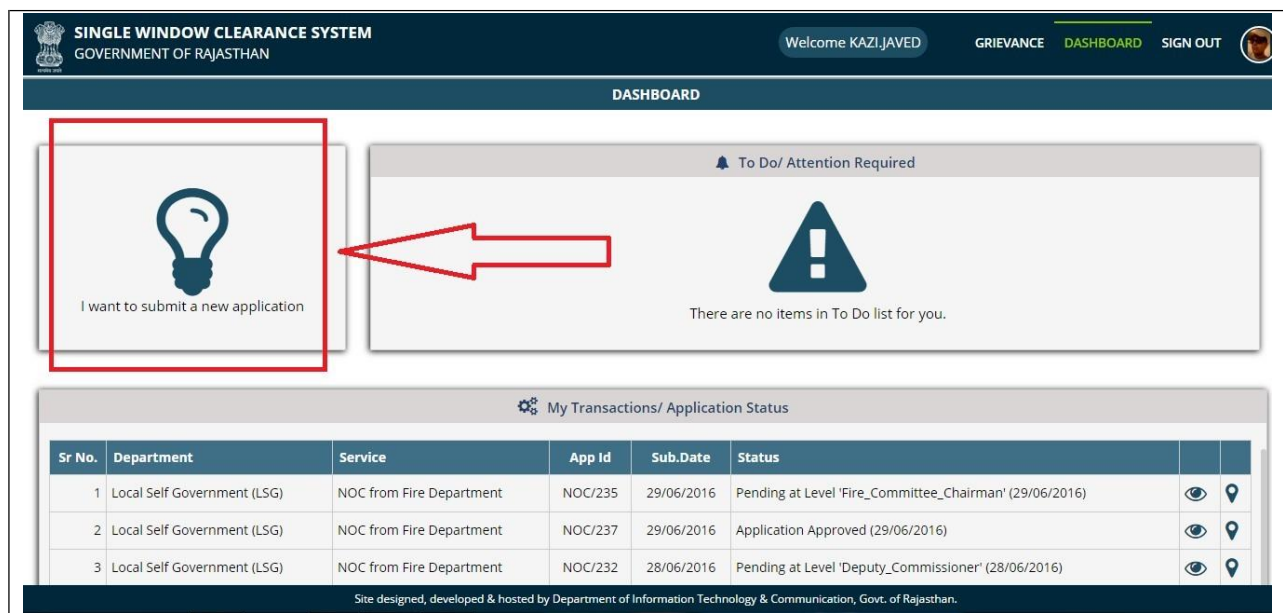 SINGLE WINDOW CLEARANCE SYSTEM
GOVERNMENT OF RAJASTHAN
Welcome KAZI.JAVED
GRIEVANCE
DASHBOARD
SIGN OUT
DASHBOARD
I want to submit a new application
To Do/ Attention Required
There are no items in To Do list for you.
My Transactions/ Application Status
Sr No. Department Service App Id Sub.Date Status
1 Local Self Government (LSG) NOC from Fire Department NOC/235 29/06/2016 Pending at Level 'Fire_Committee_Chairman' (29/06/2016)
2 Local Self Government (LSG) NOC from Fire Department NOC/237 29/06/2016 Application Approved (29/06/2016)
3 Local Self Government (LSG) NOC from Fire Department NOC/232 28/06/2016 Pending at Level 'Deputy_Commissioner' (28/06/2016)
Site designed, developed & hosted by Department of Information Technology & Communication, Govt. of Rajasthan.